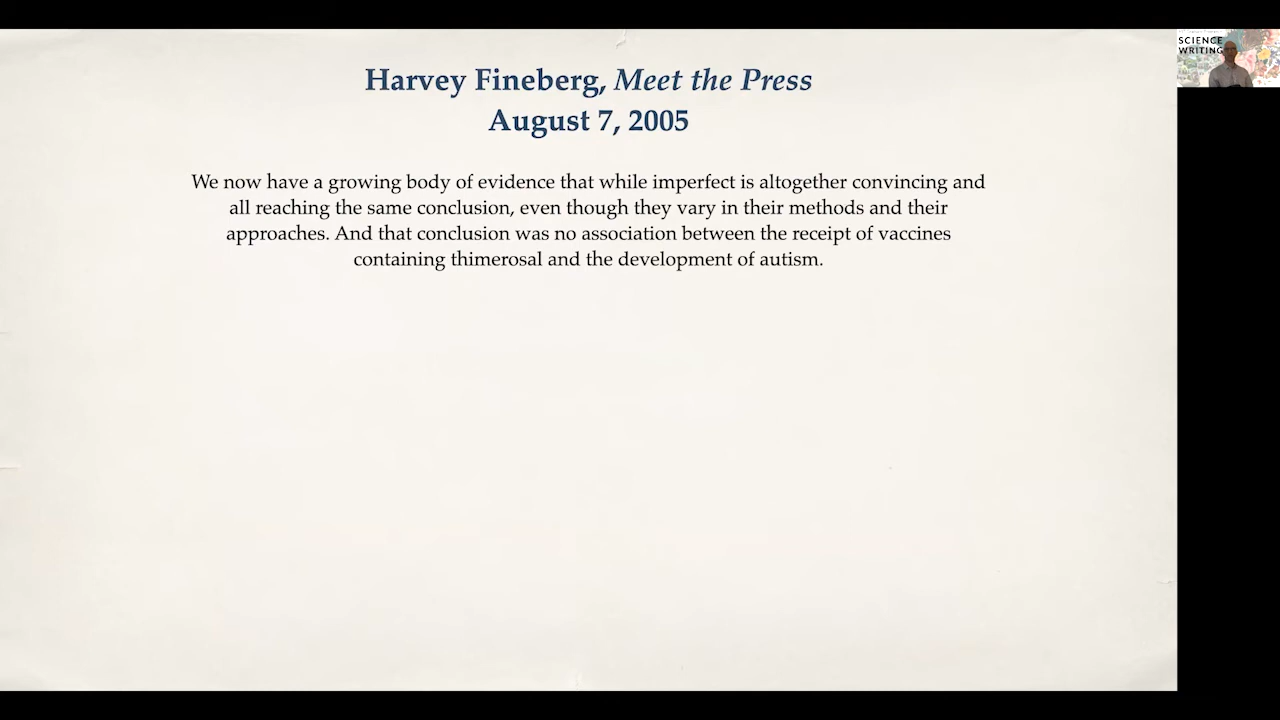 Harvey Fineberg, Meet the Press
August 7, 2005
We now have a growing body of evidence that while imperfect is altogether convincing and
all reaching the same conclusion, even though they vary in their methods and their
approaches. And that conclusion was no association between the receipt of vaccines
containing thimerosal and the development of autism.
SCIENCE
WRITING